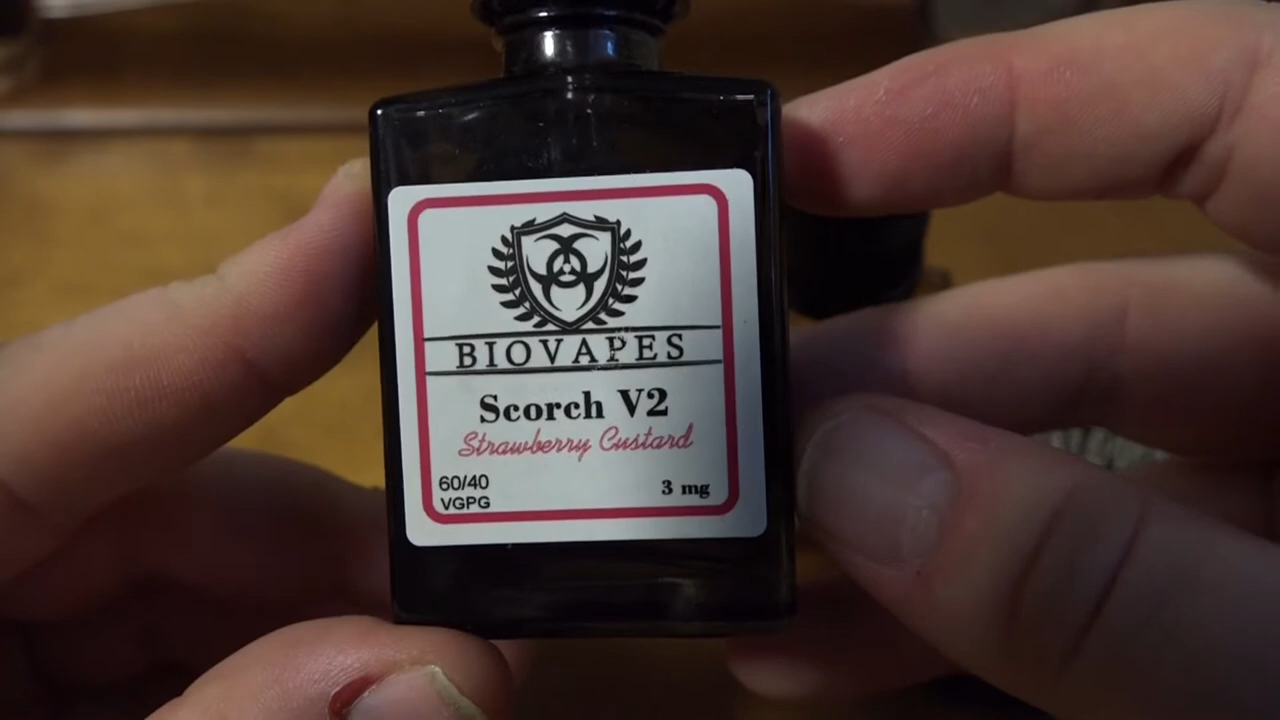 BIOVAPES
Scorch V2
Strawberry Custard
60/40
VGPG
3 mg